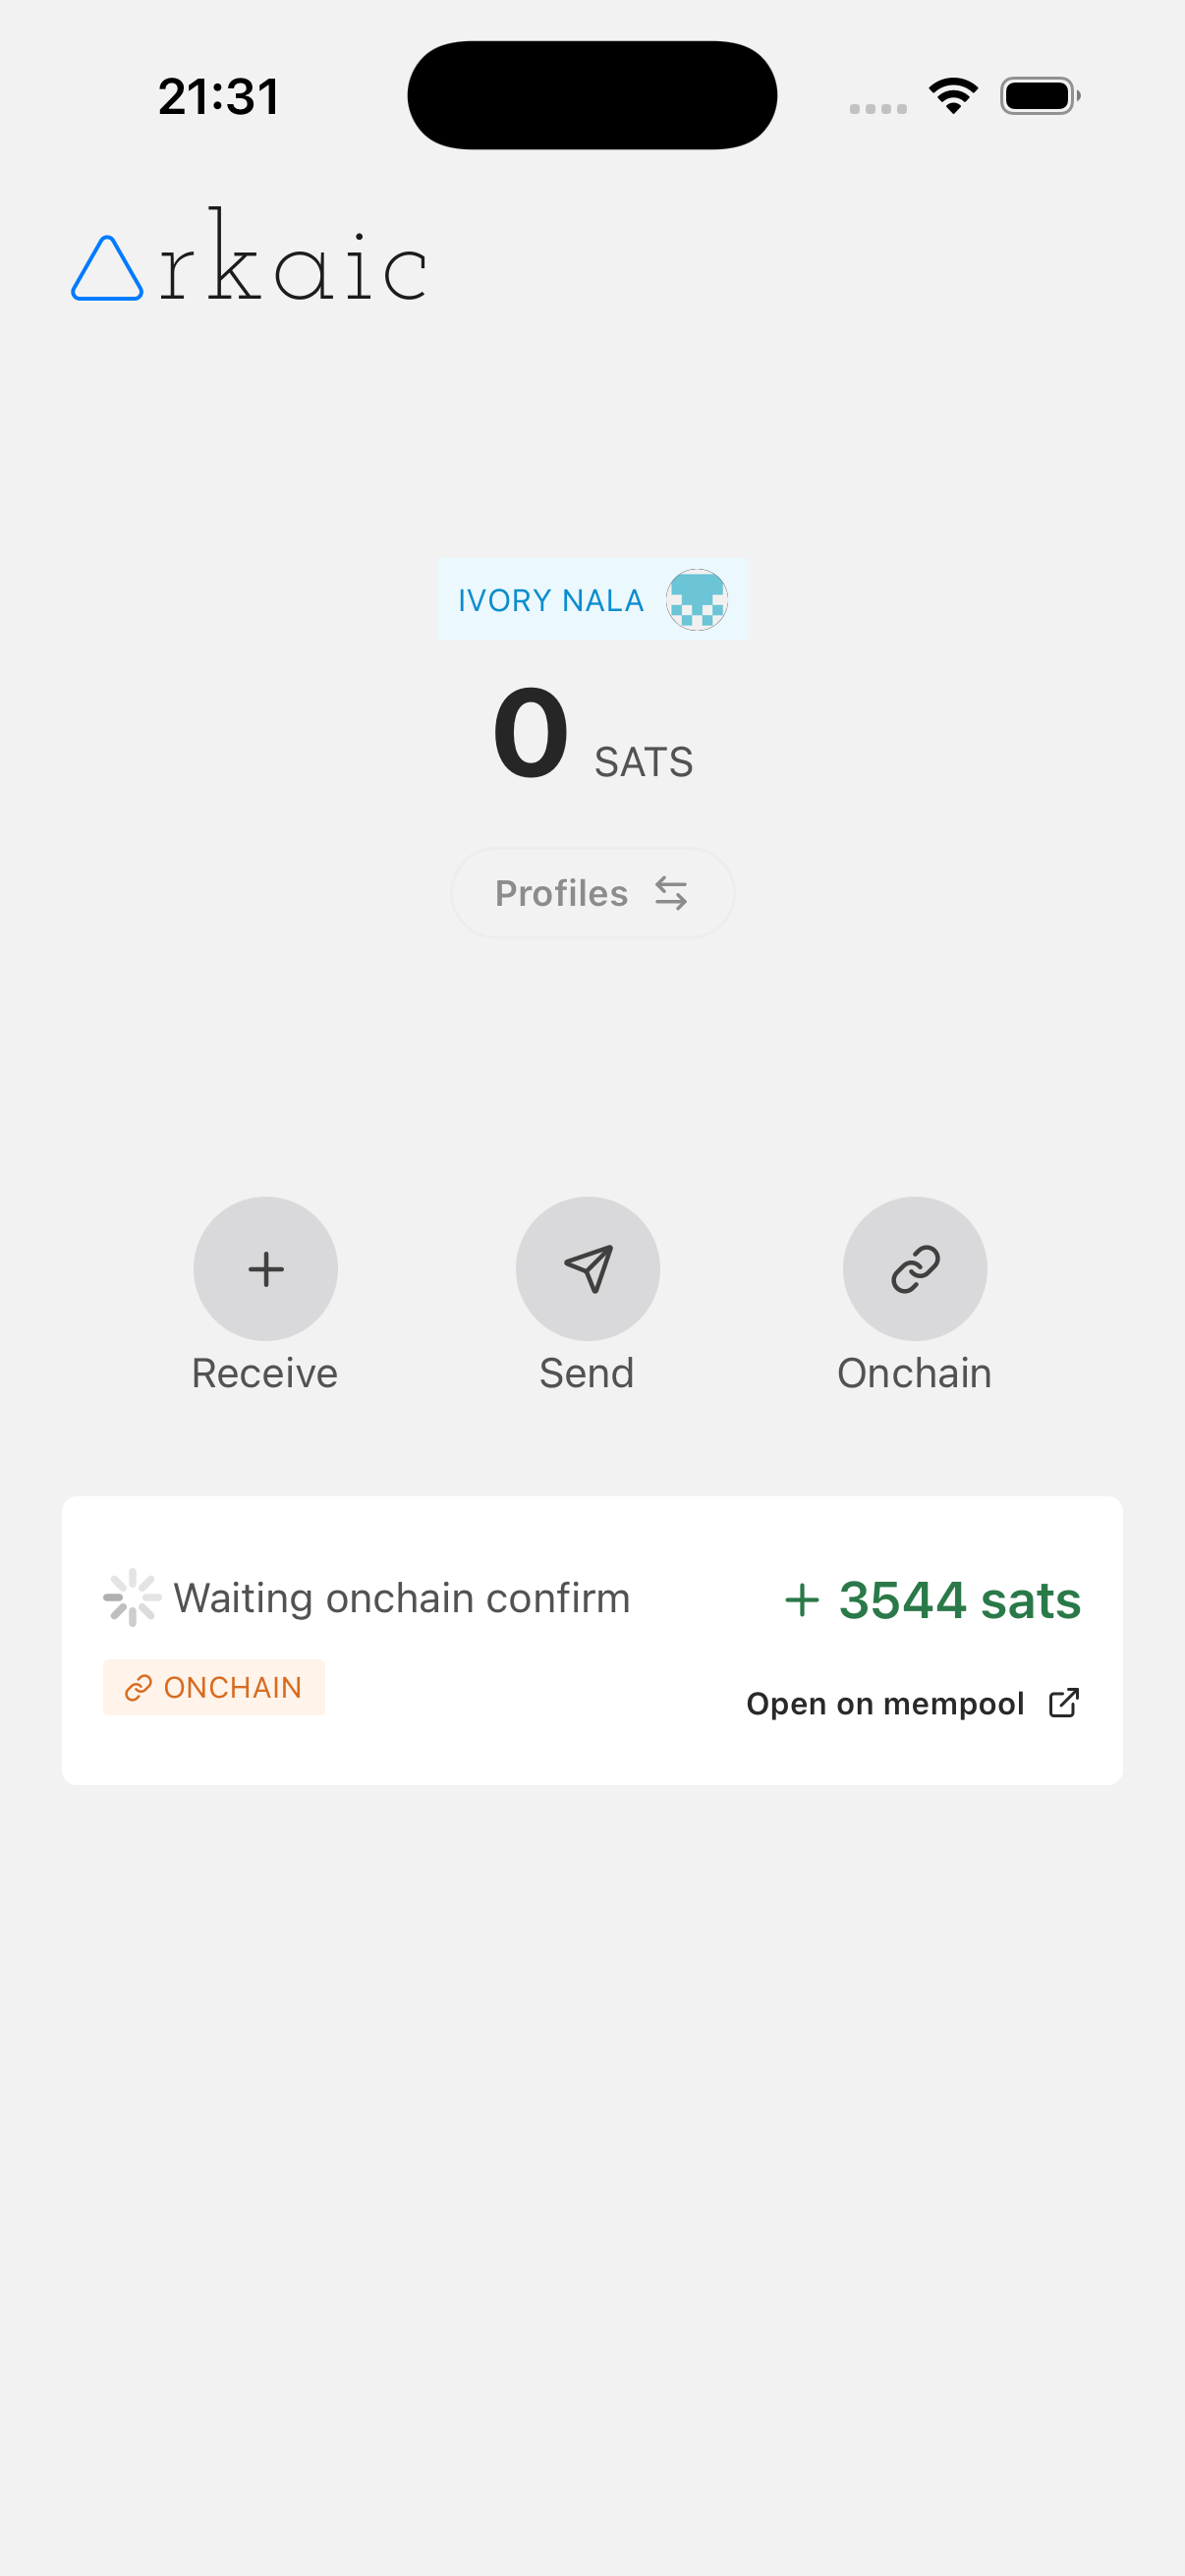 21:31
rkaic
IVORY NALA
0 SATS
Profiles
Receive
Send
Onchain
Waiting onchain confirm
+ 3544 sats
ONCHAIN
Open on mempool